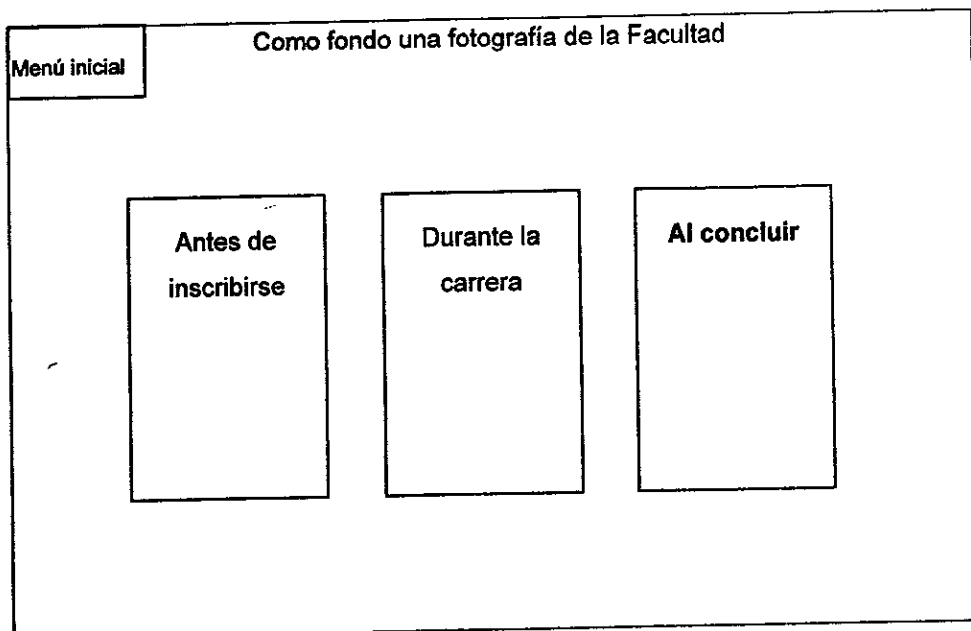 Como fondo una fotografía de la Facultad
Menú inicial
Antes de
inscribirse
Durante la
carrera
Al concluir